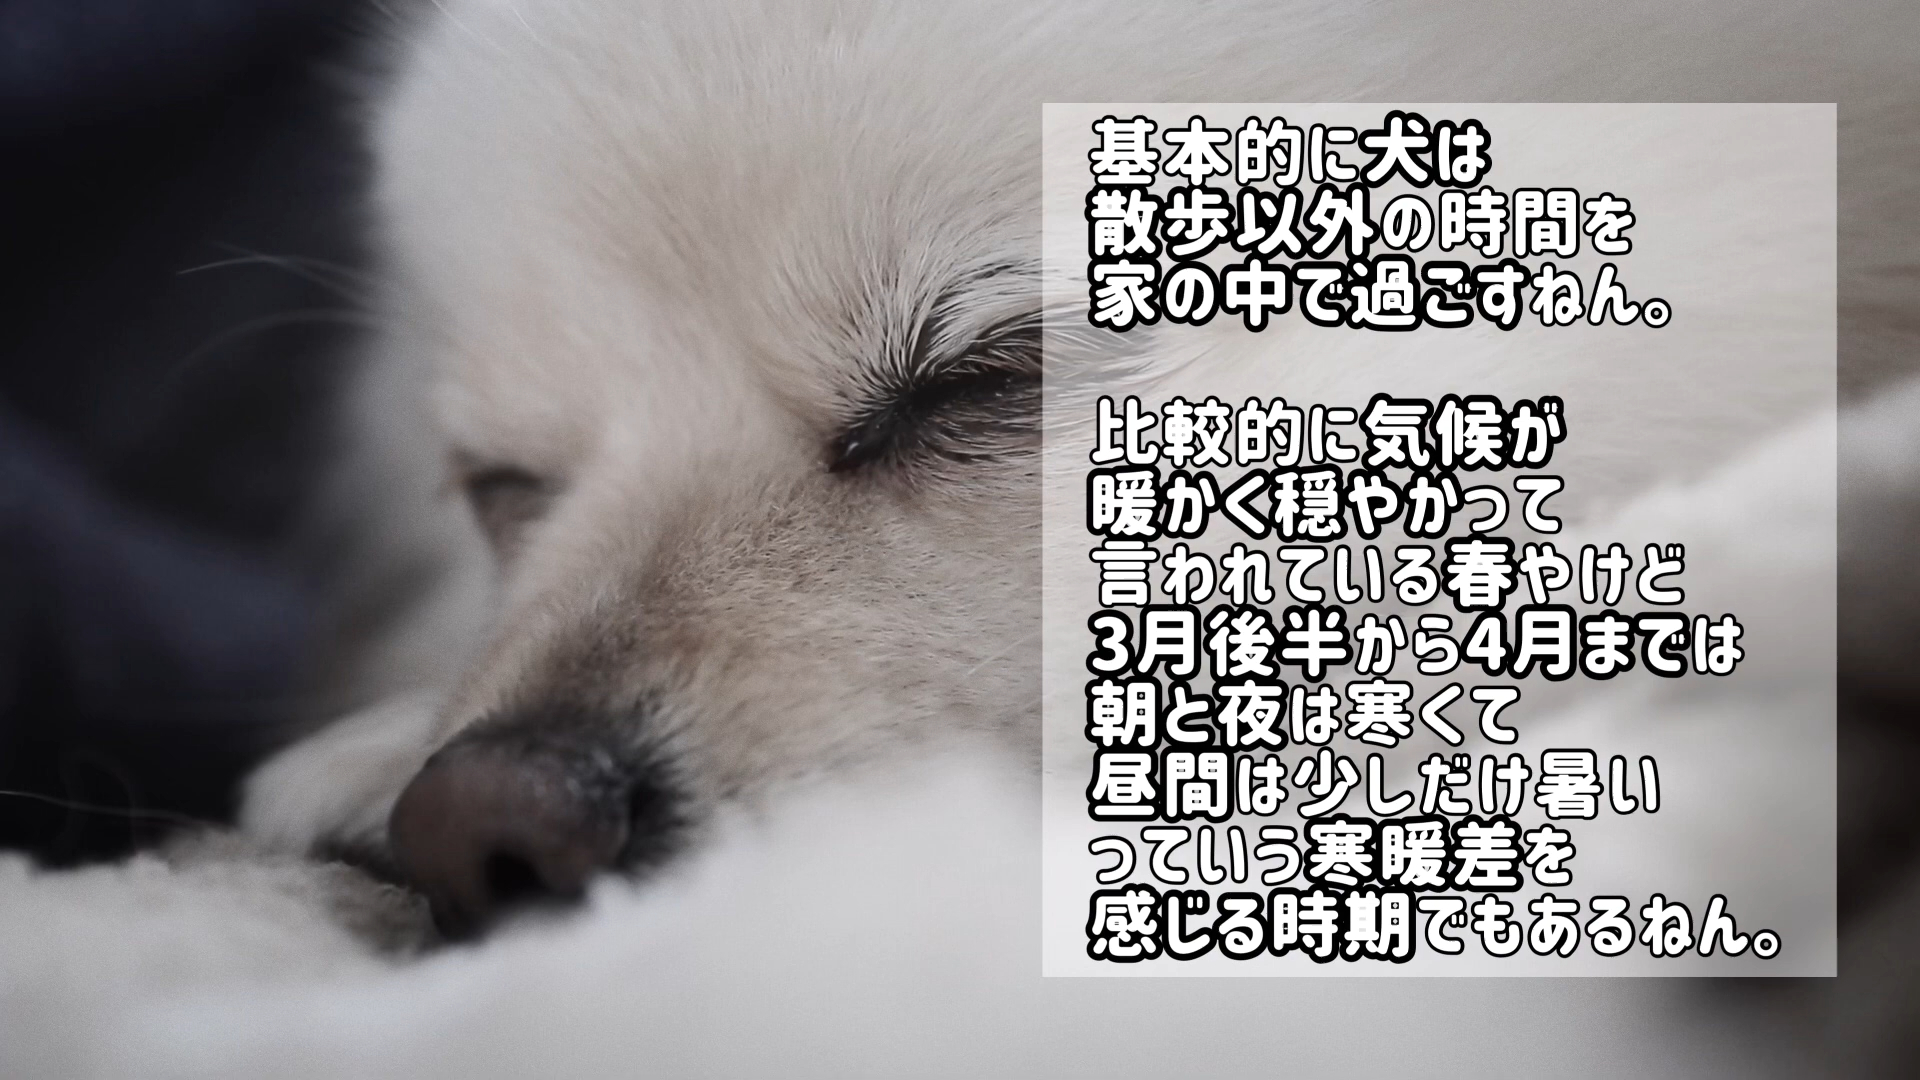 基本的に犬は
散歩以外の時間を
家の中で過ごすねん。
比較的に気候が
暖かく穏やかって
言われている春やけど
3月後半から4月までは
朝と夜は寒くて
昼間は少しだけ暑い
っていう寒暖差を
感じる時期でもあるねん。